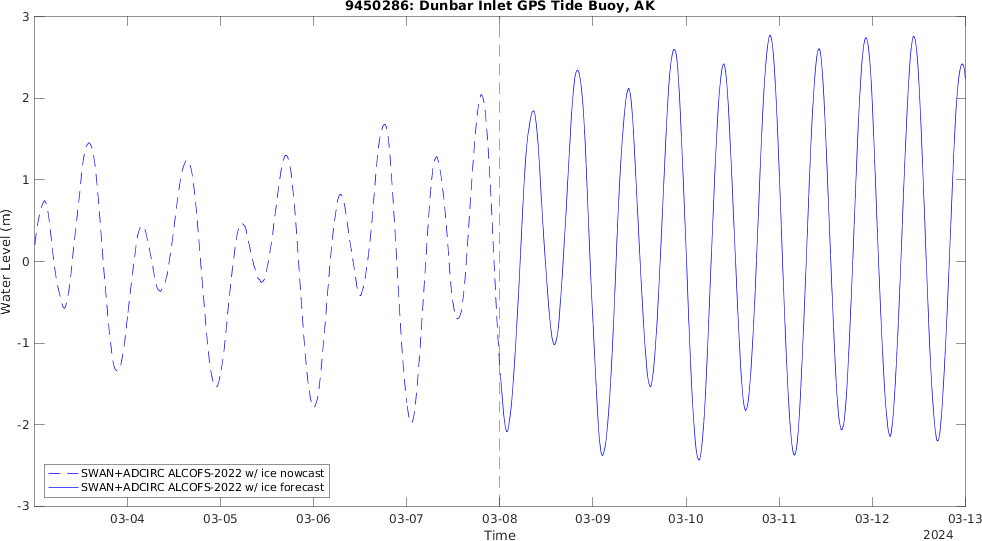 9450286: Dunbar Inlet GPS Tide Buoy, AK
3
2
1
0
-1
-2
-3
Water Level (m)
SWAN+ADCIRC ALCOFS-2022 w/ ice nowcast
SWAN+ADCIRC ALCOFS-2022 w/ ice forecast
03-04 03-05 03-06 03-07 03-08 03-09 03-10 03-11 03-12 03-13
Time
2024